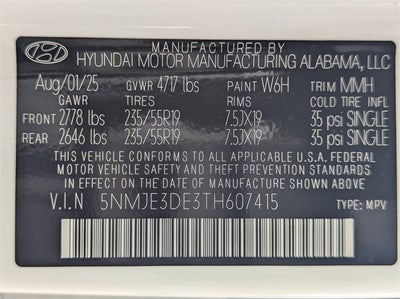 MANUFACTURED BY
HYUNDAI MOTOR MANUFACTURING ALABAMA, LLC
Aug/01/25 GVWR 4717 lbs PAINT W6H TRIM MMH
GAWR TIRES RIMS COLD TIRE INFL PSI
FRONT 2778 lbs 235/55R19 7.5JX19 35 psi SINGLE
REAR 2646 lbs 235/55R19 7.5JX19 35 psi SINGLE
THIS VEHICLE CONFORMS TO ALL APPLICABLE U.S.A. FEDERAL MOTOR
VEHICLE SAFETY, BUMPER, AND THEFT PREVENTION STANDARDS
IN EFFECT ON THE DATE OF MANUFACTURE SHOWN ABOVE.
V.I.N 5NMJE3DE3TH607415 TYPE: MPV